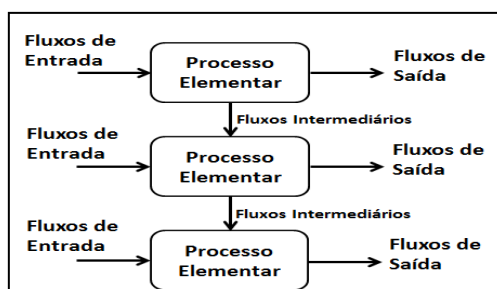 Fluxos de
Entrada
Processo
Elementar
Fluxos de
Saída
Fluxos Intermediários
Fluxos de
Entrada
Processo
Elementar
Fluxos de
Saída
Fluxos Intermediários
Fluxos de
Entrada
Processo
Elementar
Fluxos de
Saída